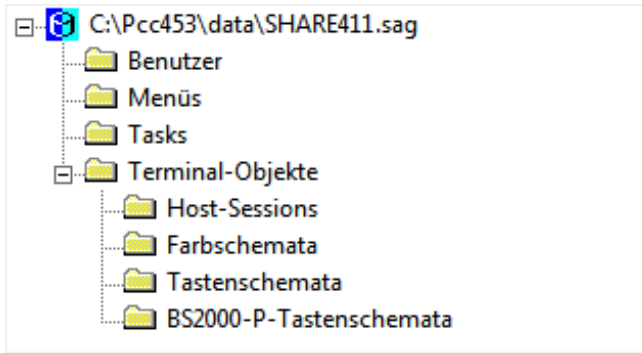 C:\Pcc453\data\SHARE411.sag
Benutzer
Menüs
Tasks
Terminal-Objekte
Host-Sessions
Farbschemata
Tastenschemata
BS2000-P-Tastenschemata